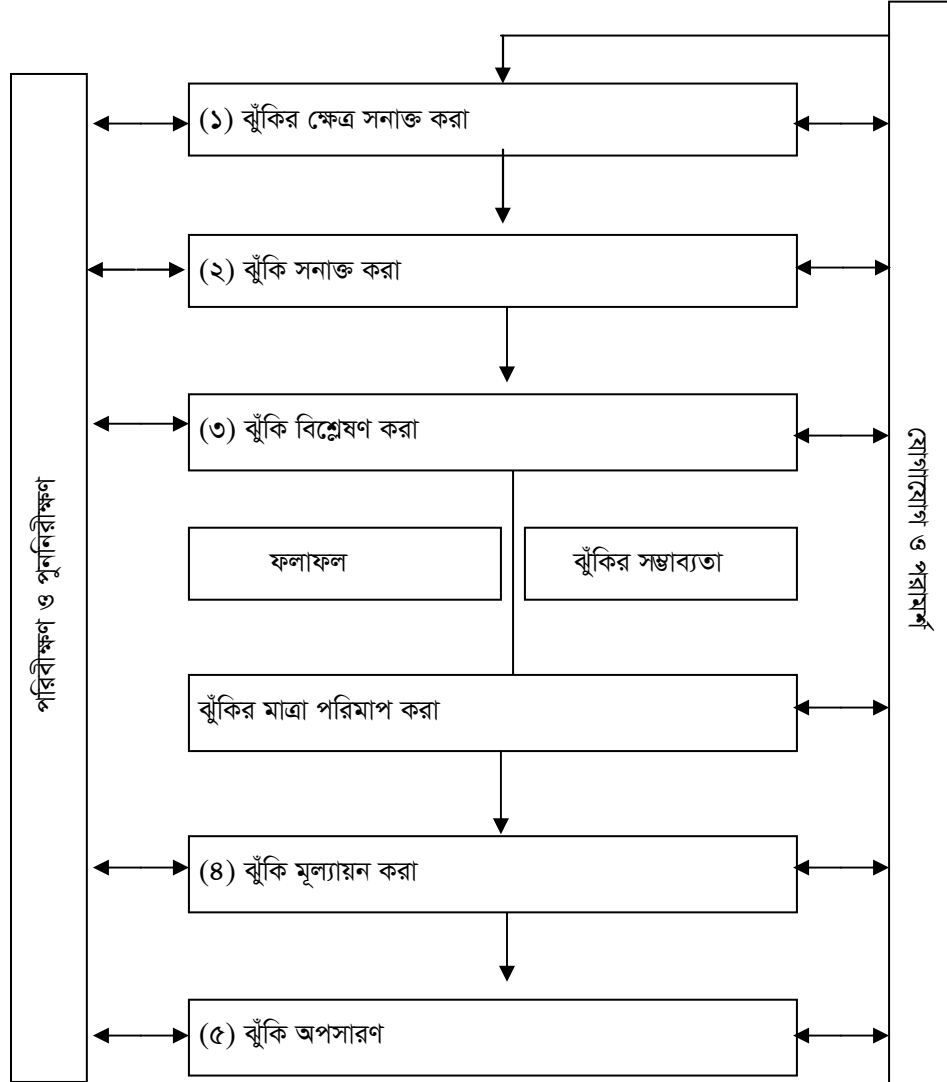 (১) ঝুঁকির ক্ষেত্র সনাক্ত করা
(২) ঝুঁকি সনাক্ত করা
(৩) ঝুঁকি বিশ্লেষণ করা
ফলাফল
ঝুঁকির সম্ভাব্যতা
ঝুঁকির মাত্রা পরিমাপ করা
(৪) ঝুঁকি মূল্যায়ন করা
(৫) ঝুঁকি অপসারণ
পরিবীক্ষণ ও পুননিরীক্ষণ
যোগাযোগ ও পরামর্শ